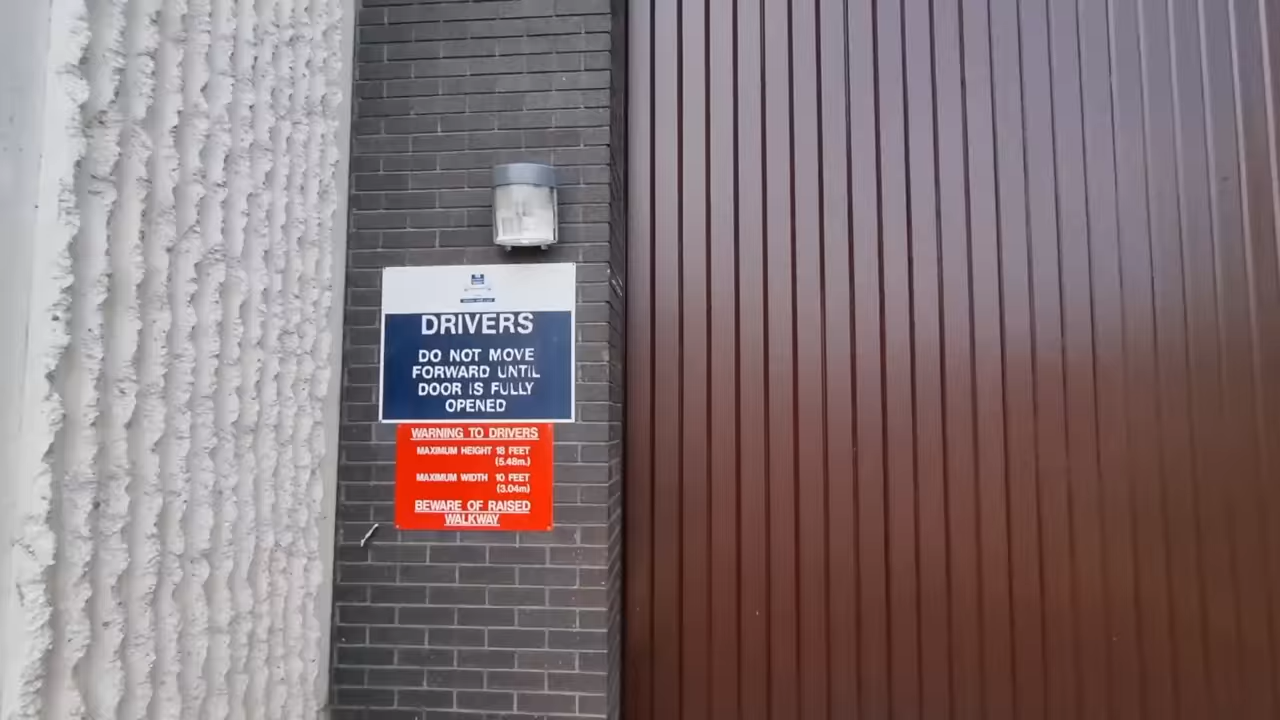 DRIVERS
DO NOT MOVE
FORWARD UNTIL
DOOR IS FULLY
OPENED
WARNING TO DRIVERS
MAXIMUM HEIGHT 18 FEET
(5.48m.)
MAXIMUM WIDTH 10 FEET
(3.04m)
BEWARE OF RAISED
WALKWAY